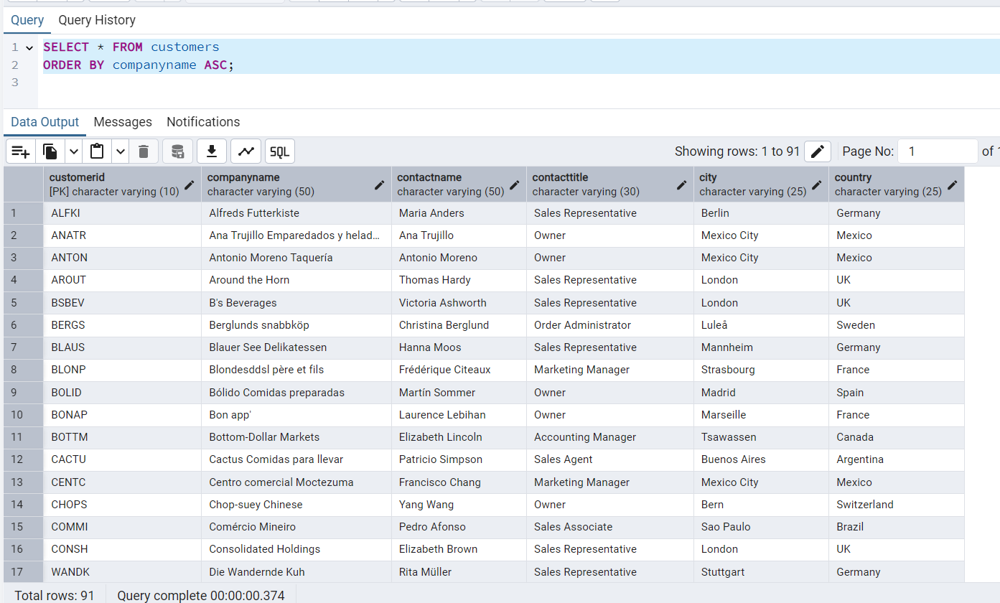 Query Query History
1 SELECT * FROM customers
2 ORDER BY companyname ASC;
3
Data Output Messages Notifications
SQL Showing rows: 1 to 91 Page No: 1 of 1
customerid companyname contactname contacttitle city country
[PK] character varying (10) character varying (50) character varying (50) character varying (30) character varying (25) character varying (25)
1 ALFKI Alfreds Futterkiste Maria Anders Sales Representative Berlin Germany
2 ANATR Ana Trujillo Emparedados y helad... Ana Trujillo Owner Mexico City Mexico
3 ANTON Antonio Moreno Taquería Antonio Moreno Owner Mexico City Mexico
4 AROUT Around the Horn Thomas Hardy Sales Representative London UK
5 BSBEV B's Beverages Victoria Ashworth Sales Representative London UK
6 BERGS Berglunds snabbköp Christina Berglund Order Administrator Luleå Sweden
7 BLAUS Blauer See Delikatessen Hanna Moos Sales Representative Mannheim Germany
8 BLONP Blondesddsl père et fils Frédérique Citeaux Marketing Manager Strasbourg France
9 BOLID Bólido Comidas preparadas Martín Sommer Owner Madrid Spain
10 BONAP Bon app' Laurence Lebihan Owner Marseille France
11 BOTTM Bottom-Dollar Markets Elizabeth Lincoln Accounting Manager Tsawassen Canada
12 CACTU Cactus Comidas para llevar Patricio Simpson Sales Agent Buenos Aires Argentina
13 CENTC Centro comercial Moctezuma Francisco Chang Marketing Manager Mexico City Mexico
14 CHOPS Chop-suey Chinese Yang Wang Owner Bern Switzerland
15 COMMI Comércio Mineiro Pedro Afonso Sales Associate Sao Paulo Brazil
16 CONSH Consolidated Holdings Elizabeth Brown Sales Representative London UK
17 WANDK Die Wandernde Kuh Rita Müller Sales Representative Stuttgart Germany
Total rows: 91 Query complete 00:00:00.374